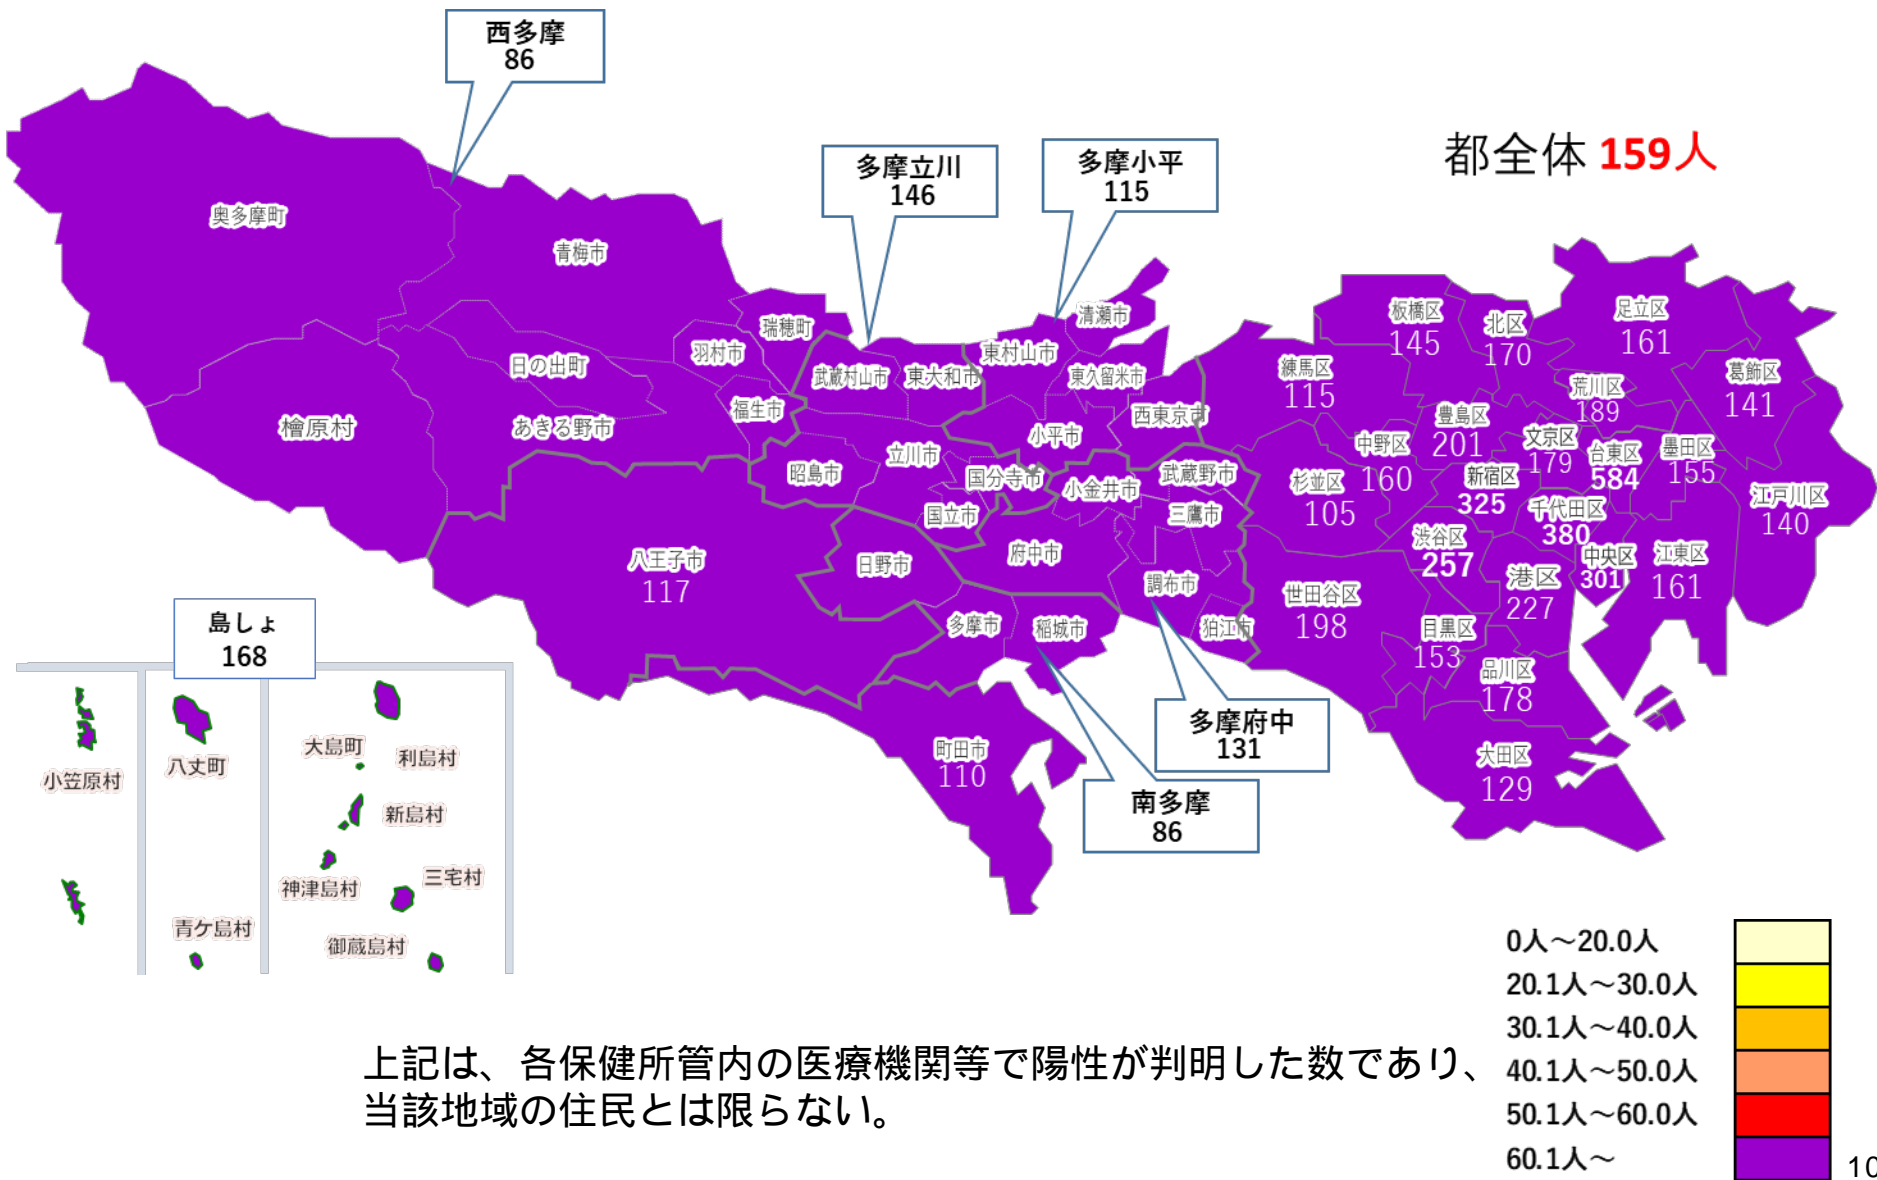 西多摩
86
多摩立川
146
多摩小平
115
都全体 159人
奥多摩町
青梅市
瑞穂町
羽村市
日の出町
福生市
あきる野市
檜原村
武蔵村山市
東大和市
東村山市
清瀬市
東久留米市
西東京市
小平市
立川市
昭島市
国分寺市
国立市
小金井市
武蔵野市
三鷹市
府中市
調布市
狛江市
日野市
八王子市
117
多摩市
稲城市
町田市
110
多摩府中
131
南多摩
86
板橋区
145
北区
170
足立区
161
葛飾区
141
荒川区
189
練馬区
115
豊島区
201
文京区
179
台東区
584
墨田区
155
中野区
160
新宿区
325
杉並区
105
千代田区
380
江戸川区
140
渋谷区
257
中央区
301
江東区
161
港区
227
世田谷区
198
目黒区
153
品川区
178
大田区
129
島しょ
168
小笠原村
八丈町
青ケ島村
大島町
利島村
新島村
神津島村
三宅村
御蔵島村
0人～20.0人
20.1人～30.0人
30.1人～40.0人
40.1人～50.0人
50.1人～60.0人
60.1人～
上記は、各保健所管内の医療機関等で陽性が判明した数であり、
当該地域の住民とは限らない。
10